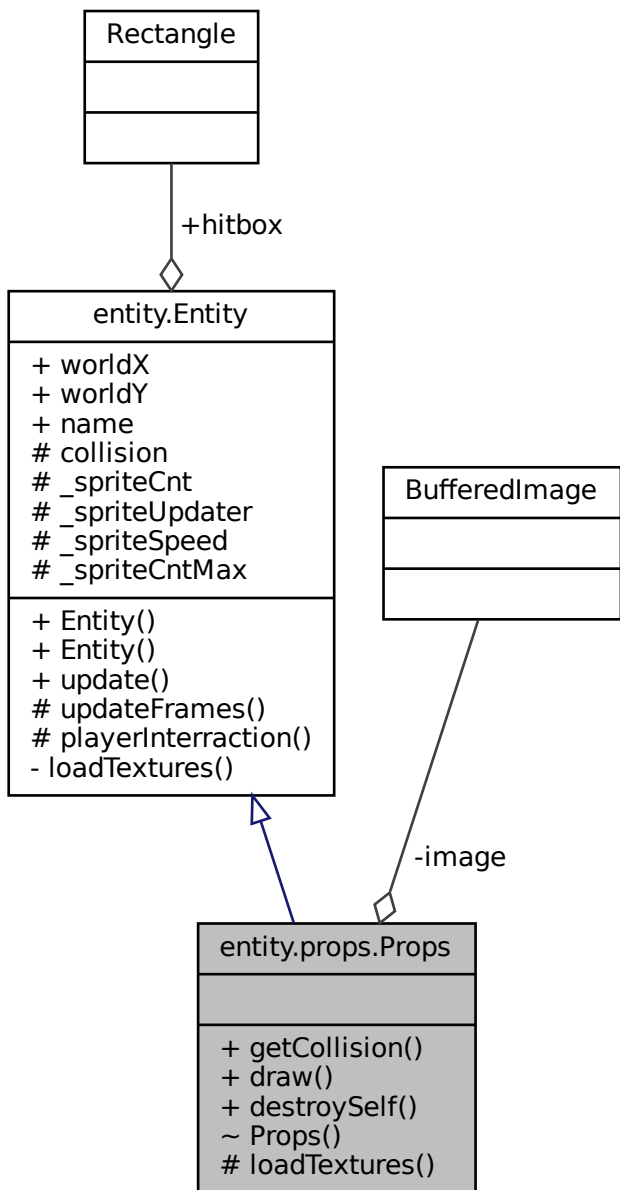 Rectangle
+hitbox
entity.Entity
+ worldX
+ worldY
+ name
# collision
# _spriteCnt
# _spriteUpdater
# _spriteSpeed
# _spriteCntMax
+ Entity()
+ Entity()
+ update()
# updateFrames()
# playerInterraction()
- loadTextures()
BufferedImage
-image
entity.props.Props
+ getCollision()
+ draw()
+ destroySelf()
~ Props()
# loadTextures()